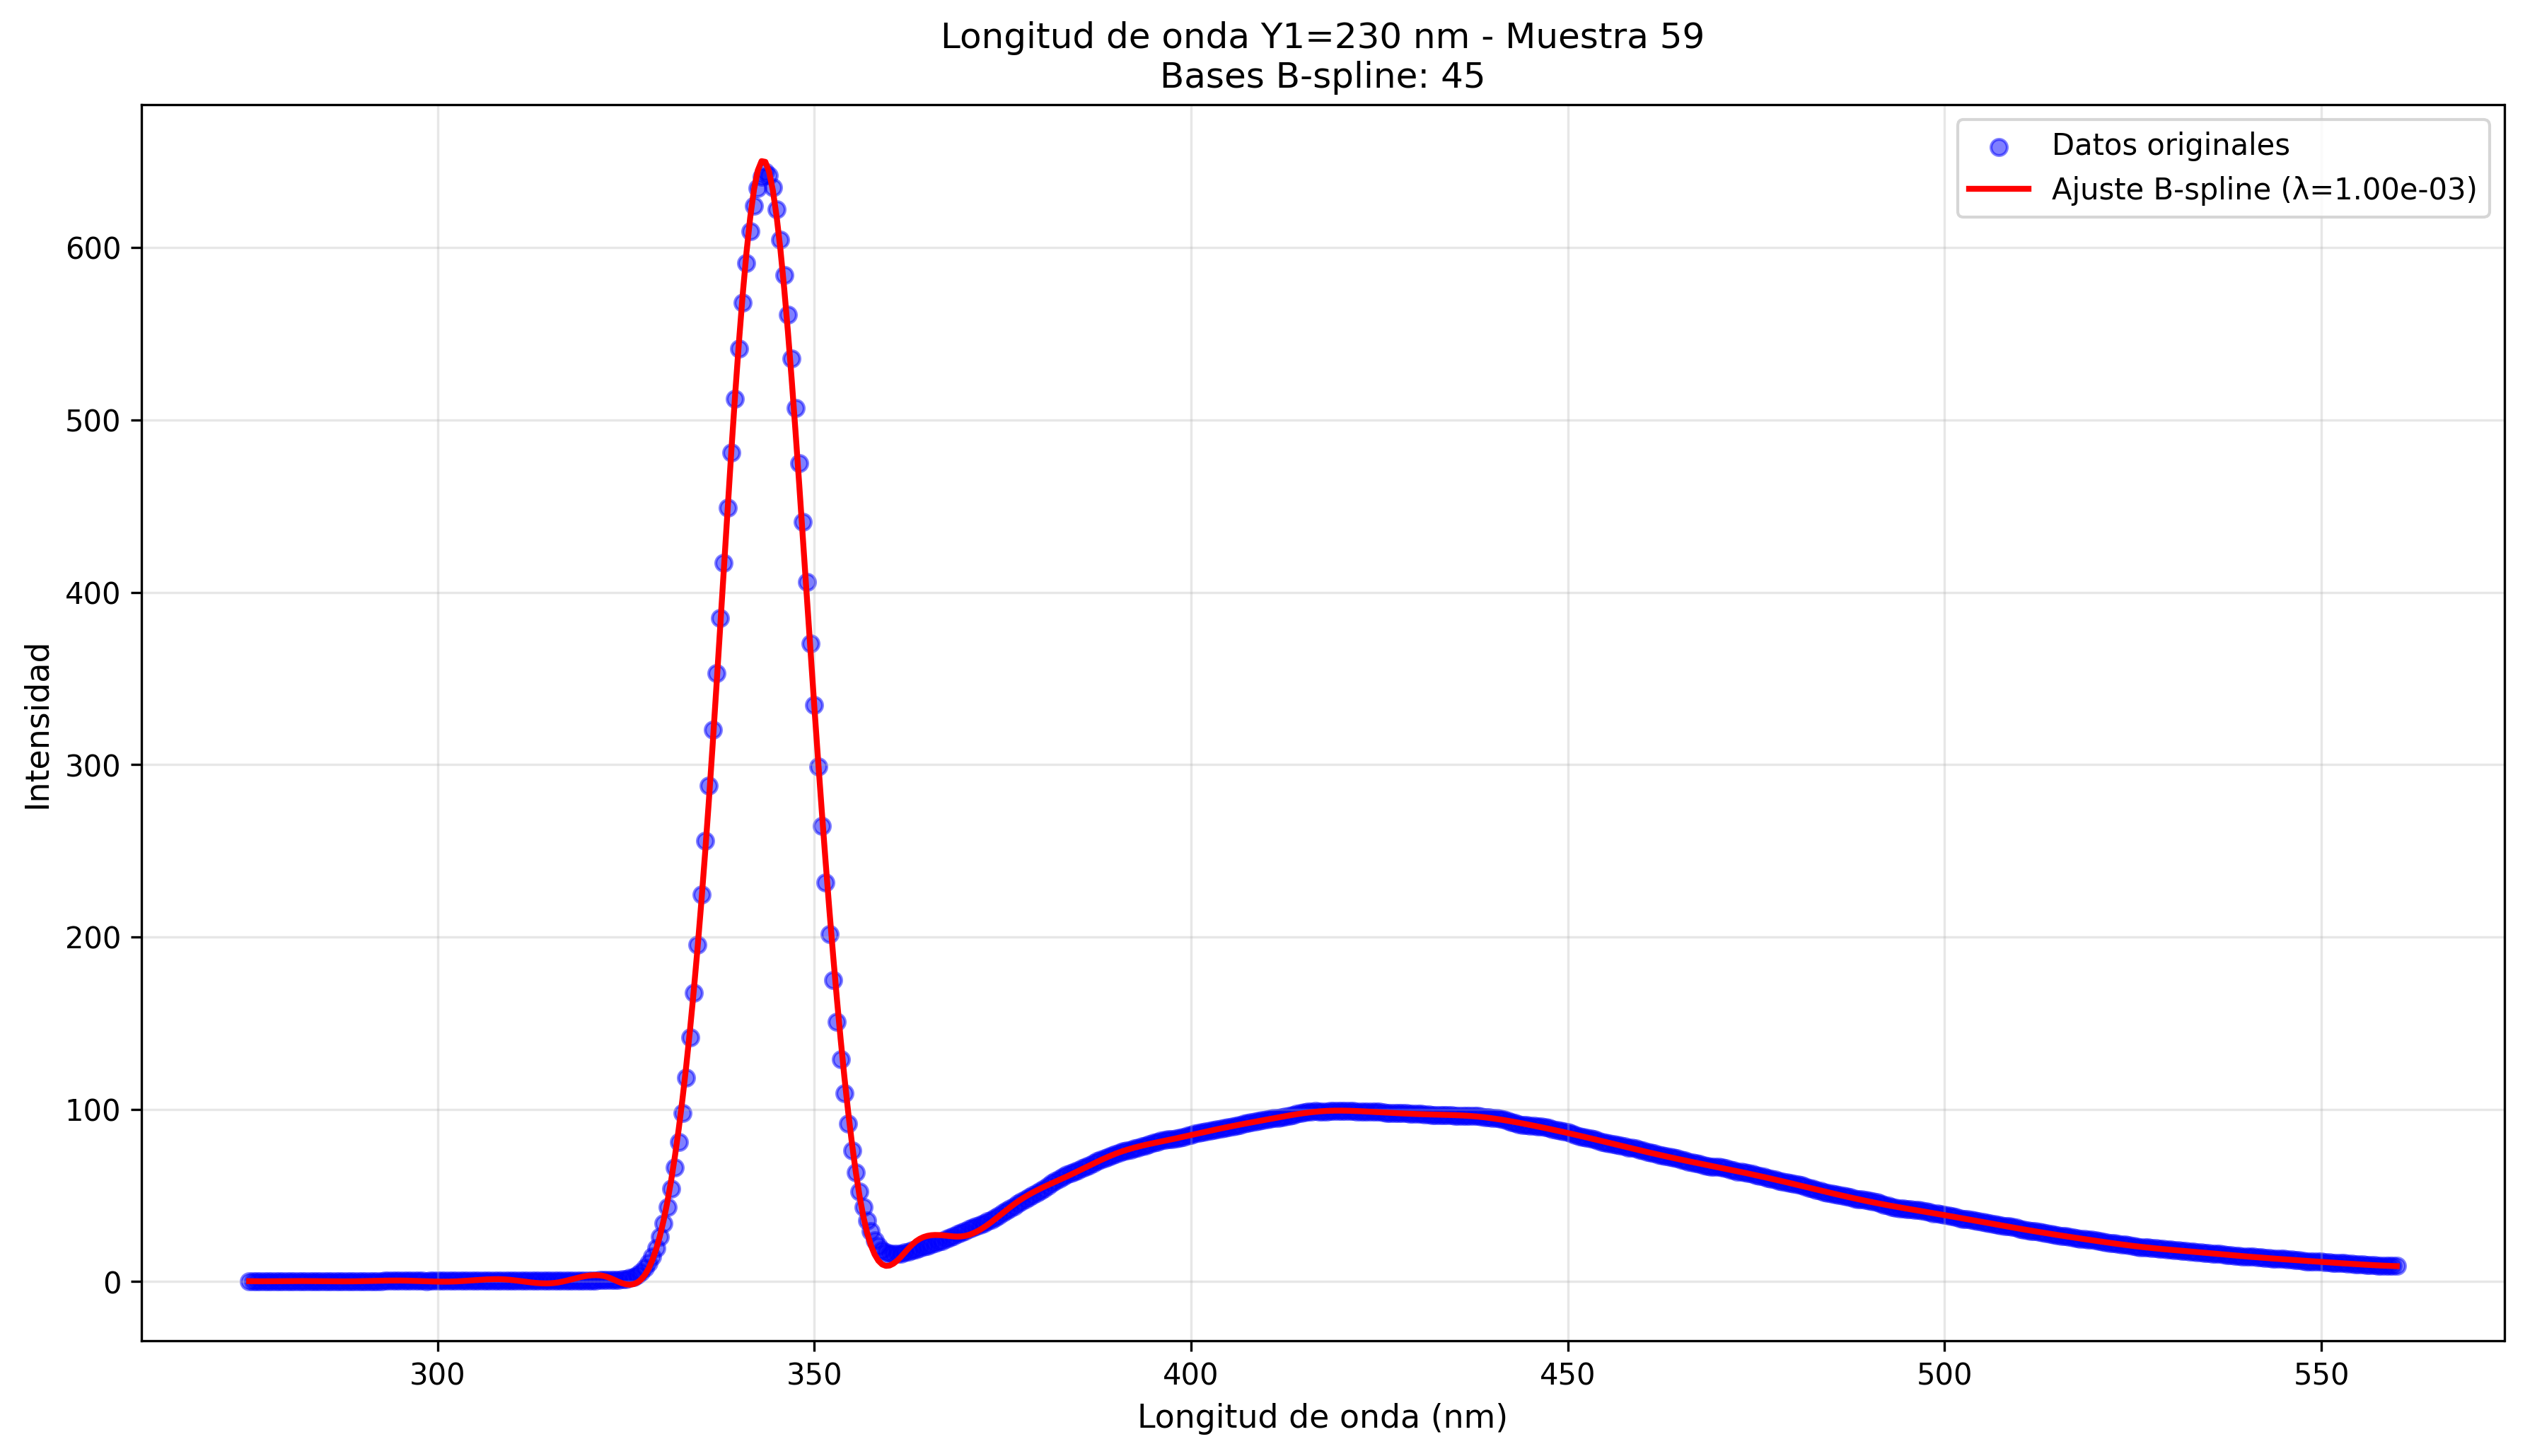 Longitud de onda Y1=230 nm - Muestra 59
Bases B-spline: 45
Datos originales
Ajuste B-spline (λ=1.00e-03)
Intensidad
600
500
400
300
200
100
0
300 350 400 450 500 550
Longitud de onda (nm)